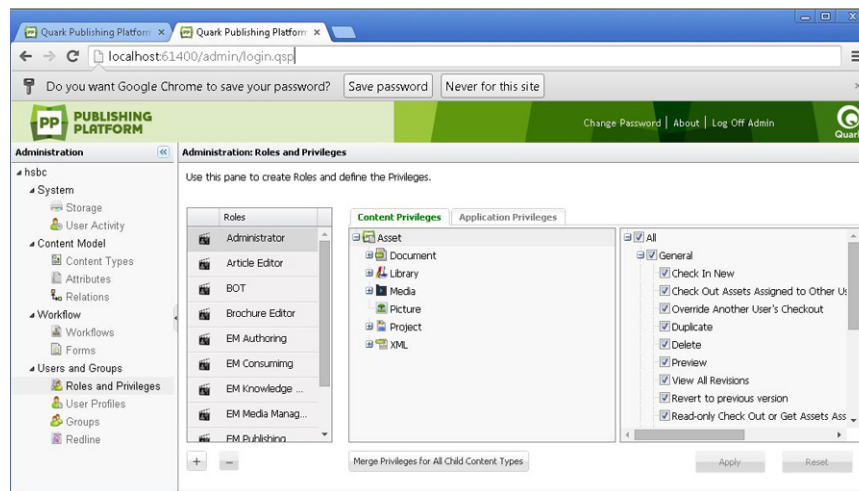 Quark Publishing Platform
Quark Publishing Platform
localhost:61400/admin/login.qsp
Do you want Google Chrome to save your password? Save password Never for this site
PP PUBLISHING PLATFORM
Change Password | About | Log Off Admin
Quark
Administration
Administration: Roles and Privileges
hsbc
System
Storage
User Activity
Content Model
Content Types
Attributes
Relations
Workflow
Workflows
Forms
Users and Groups
Roles and Privileges
User Profiles
Groups
Redline
Use this pane to create Roles and define the Privileges.
Roles
Administrator
Article Editor
BOT
Brochure Editor
EM Authoring
EM Consumimg
EM Knowledge ...
EM Media Manag...
EM Publishing
Content Privileges Application Privileges
Asset
Document
Library
Media
Picture
Project
XML
All
General
Check In New
Check Out Assets Assigned to Other Us
Override Another User's Checkout
Duplicate
Delete
Preview
View All Revisions
Revert to previous version
Read-only Check Out or Get Assets Ass
Merge Privileges for All Child Content Types
Apply Reset